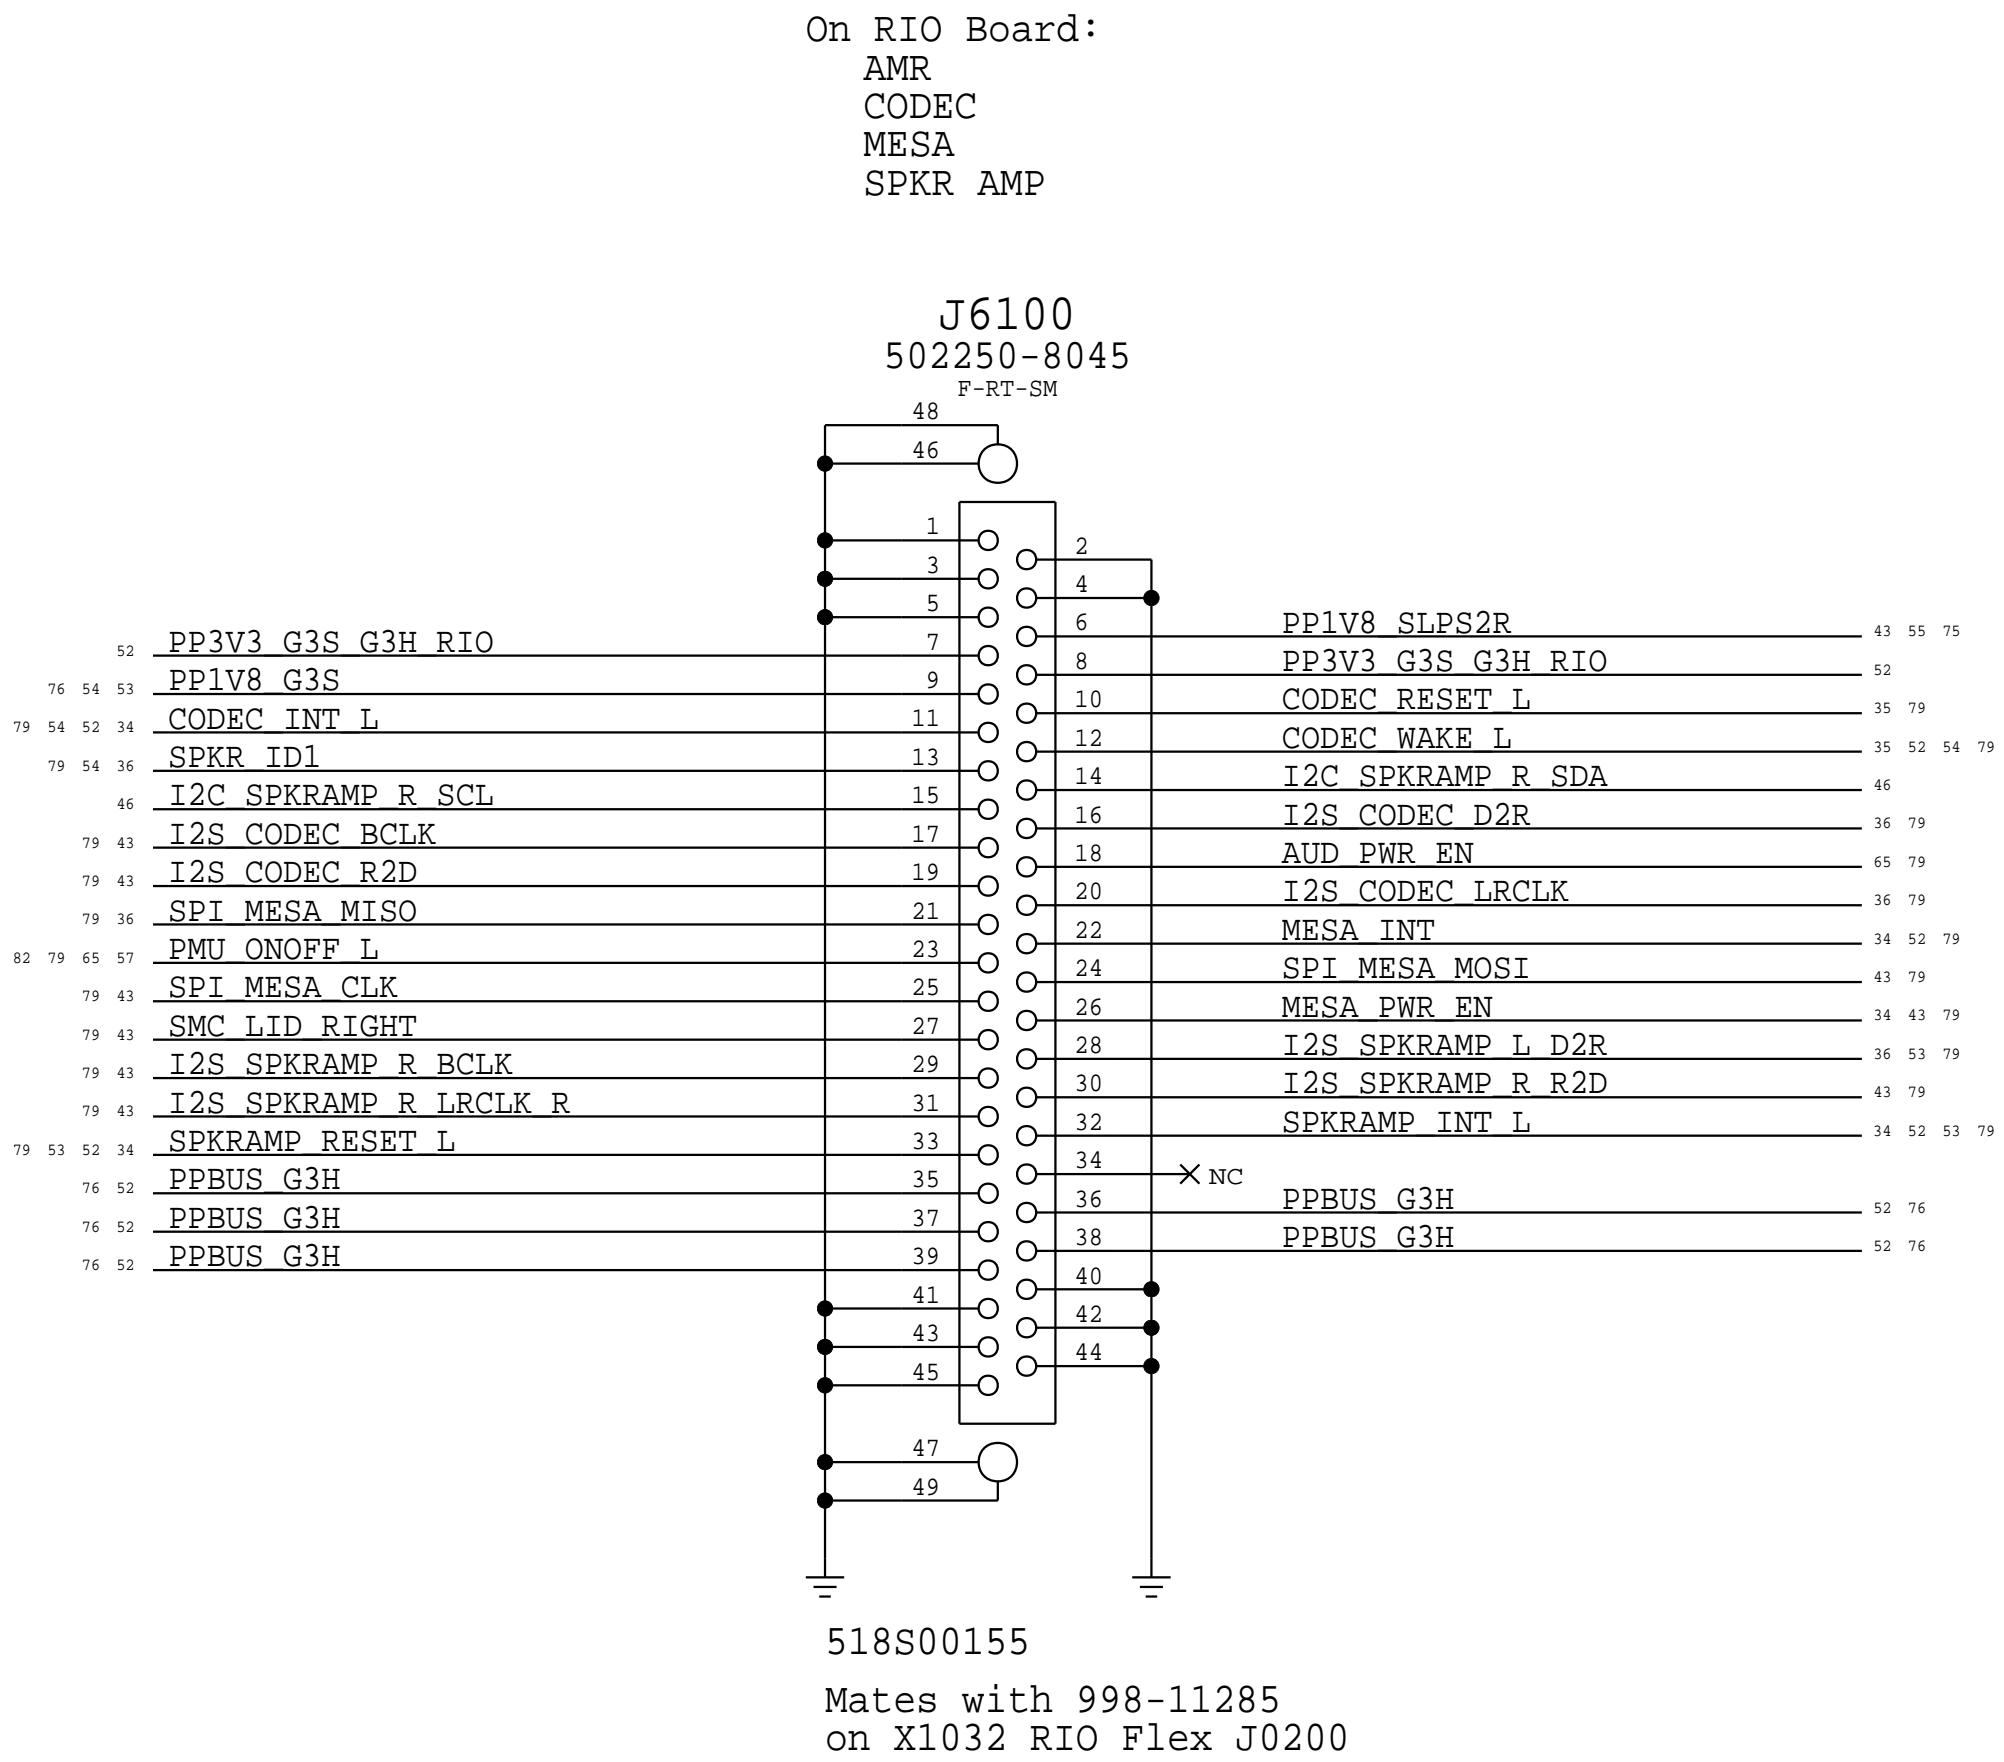 On RIO Board:
AMR
CODEC
MESA
SPKR AMP
J6100
502250-8045
F-RT-SM
48
46
1
2
3
4
5
PP1V8_SLPS2R 6 43 55 75
52 PP3V3_G3S_G3H_RIO 7
8 PP3V3_G3S_G3H_RIO 52
76 54 53 PP1V8_G3S 9
10 CODEC_RESET_L 35 79
79 54 52 34 CODEC_INT_L 11
12 CODEC_WAKE_L 35 52 54 79
79 54 36 SPKR_ID1 13
14 I2C_SPKRAMP_R_SDA 46
46 I2C_SPKRAMP_R_SCL 15
16 I2S_CODEC_D2R 36 79
79 43 I2S_CODEC_BCLK 17
18 AUD_PWR_EN 65 79
79 43 I2S_CODEC_R2D 19
20 I2S_CODEC_LRCLK 36 79
79 36 SPI_MESA_MISO 21
22 MESA_INT 34 52 79
82 79 65 57 PMU_ONOFF_L 23
24 SPI_MESA_MOSI 43 79
79 43 SPI_MESA_CLK 25
26 MESA_PWR_EN 34 43 79
79 43 SMC_LID_RIGHT 27
28 I2S_SPKRAMP_L_D2R 36 53 79
79 43 I2S_SPKRAMP_R_BCLK 29
30 I2S_SPKRAMP_R_R2D 43 79
79 43 I2S_SPKRAMP_R_LRCLK_R 31
32 SPKRAMP_INT_L 34 52 53 79
79 53 52 34 SPKRAMP_RESET_L 33
34 NC
76 52 PPBUS_G3H 35
36 PPBUS_G3H 52 76
76 52 PPBUS_G3H 37
38 PPBUS_G3H 52 76
76 52 PPBUS_G3H 39
40
41
42
43
44
45
47
49
518S00155
Mates with 998-11285
on X1032 RIO Flex J0200